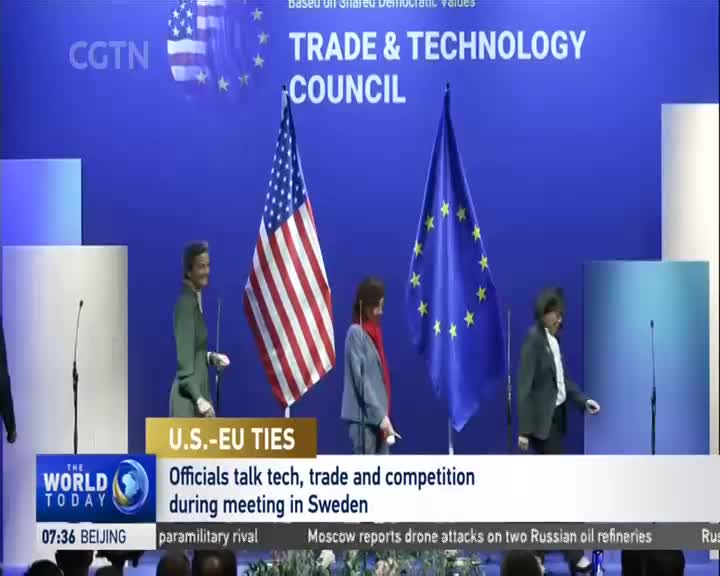 Based on Shared Democratic Values
CGTN
TRADE & TECHNOLOGY
COUNCIL
U.S.-EU TIES
THE
WORLD
TODAY
Officials talk tech, trade and competition
during meeting in Sweden
07:36 BEIJING
paramilitary rival Moscow reports drone attacks on two Russian oil refineries Rus